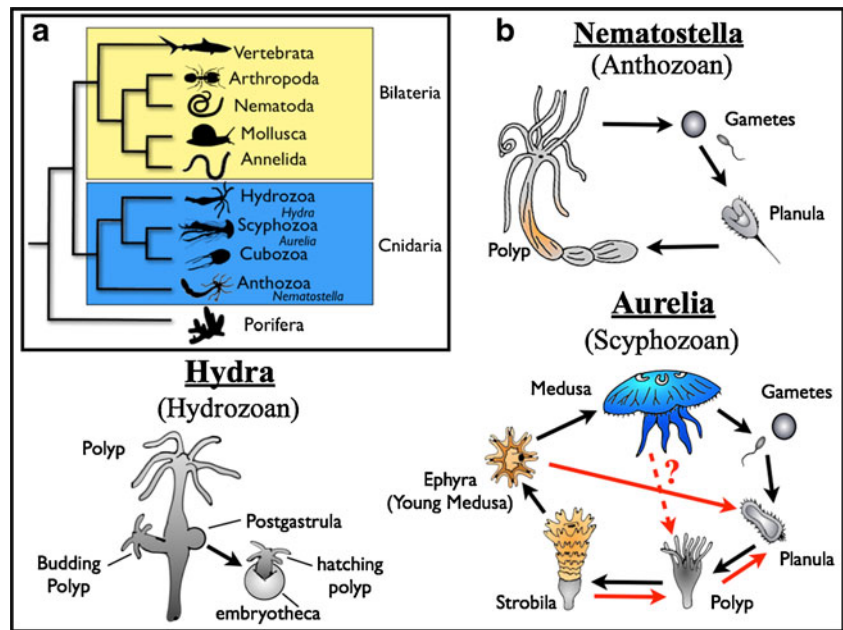 a
Vertebrata
Arthropoda
Nematoda
Mollusca
Annelida
Bilateria
Hydrozoa
Hydra
Scyphozoa
Aurelia
Cubozoa
Anthozoa
Nematostella
Cnidaria
Porifera
b
Nematostella
(Anthozoan)
Gametes
Planula
Polyp
Aurelia
(Scyphozoan)
Medusa
Gametes
?
Ephyra
(Young Medusa)
Planula
Strobila
Polyp
Hydra
(Hydrozoan)
Polyp
Postgastrula
Budding
Polyp
hatching
polyp
embryotheca